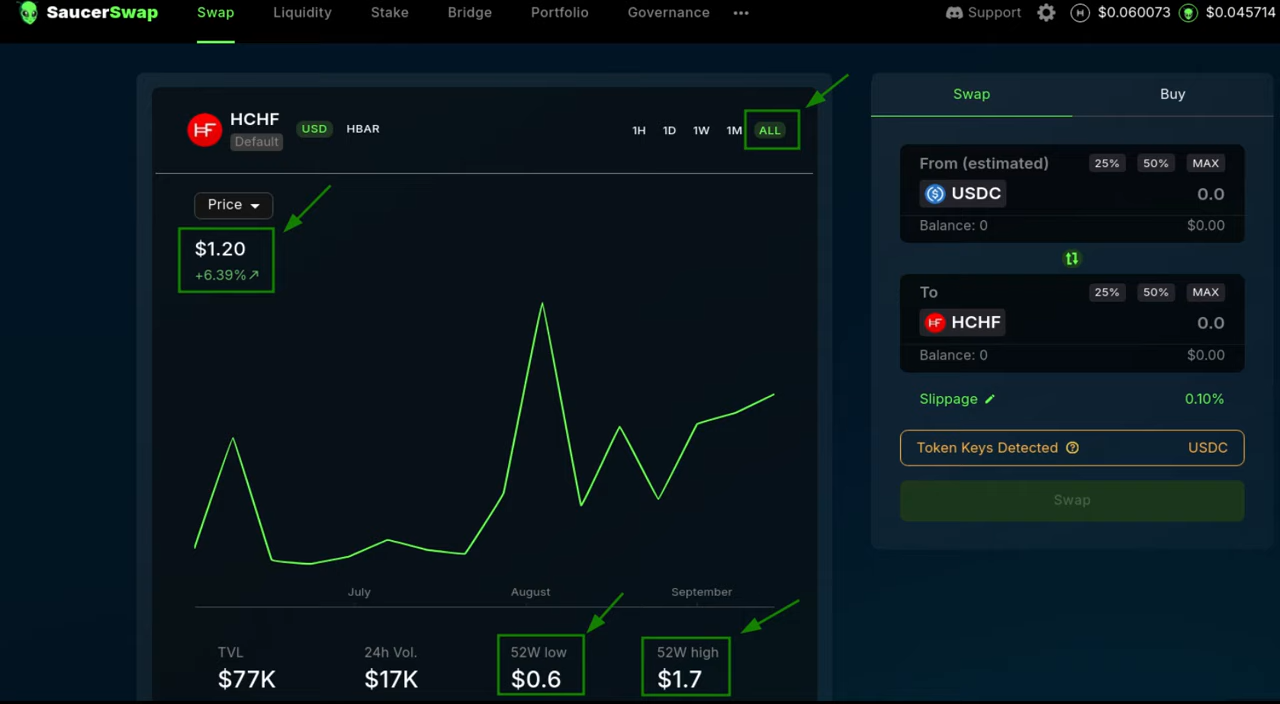 SaucerSwap Swap Liquidity Stake Bridge Portfolio Governance ••• Support $0.060073 $0.045714
HCHF
Default
USD HBAR
1H 1D 1W 1M ALL
Price
$1.20
+6.39%↗
July August September
TVL 24h Vol. 52W low 52W high
$77K $17K $0.6 $1.7
Swap Buy
From (estimated) 25% 50% MAX
USDC 0.0
Balance: 0 $0.00
To 25% 50% MAX
HCHF 0.0
Balance: 0 $0.00
Slippage 0.10%
Token Keys Detected USDC
Swap